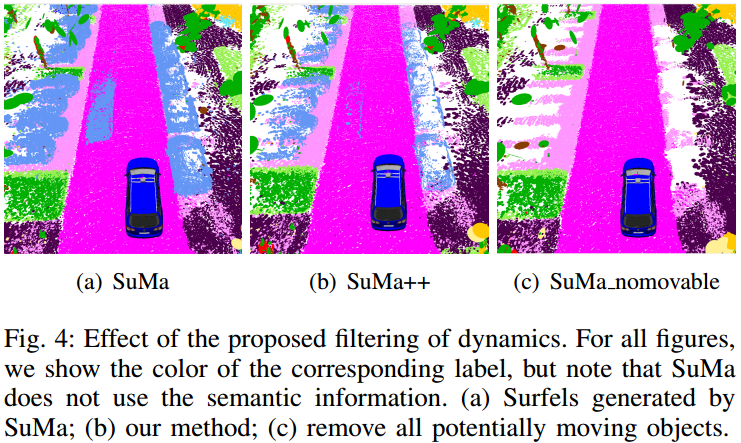 (a) SuMa
(b) SuMa++
(c) SuMa_nomovable
Fig. 4: Effect of the proposed filtering of dynamics. For all figures,
we show the color of the corresponding label, but note that SuMa
does not use the semantic information. (a) Surfels generated by
SuMa; (b) our method; (c) remove all potentially moving objects.